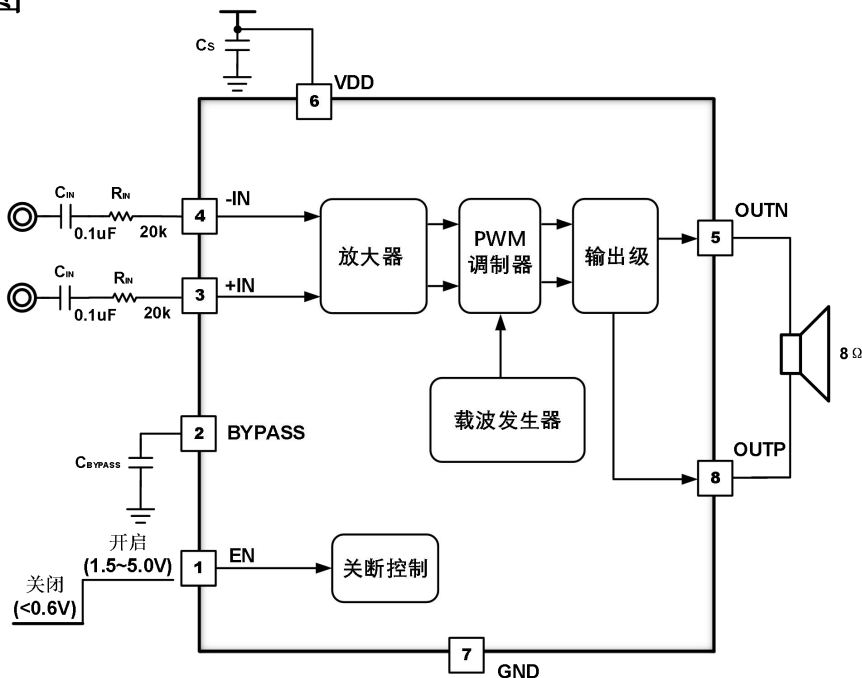 图
Cs
6
VDD
CIN
RIN
0.1uF
20k
4
-IN
CIN
RIN
0.1uF
20k
3
+IN
放大器
PWM
调制器
输出级
载波发生器
5
OUTN
8 Ω
OUTP
8
2
BYPASS
CBYPASS
开启
(1.5~5.0V)
关闭
(<0.6V)
1
EN
关断控制
7
GND